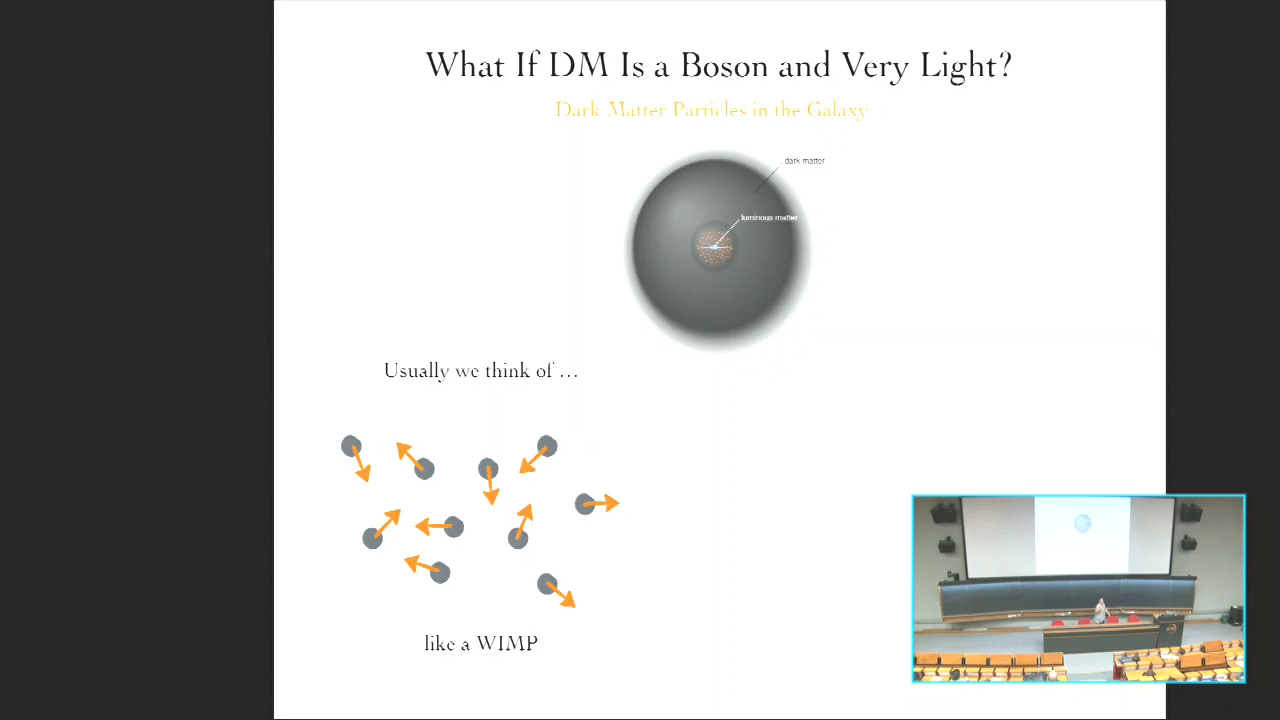 What If DM Is a Boson and Very Light?
Dark Matter Particles in the Galaxy
dark matter
luminous matter
Usually we think of ...
like a WIMP